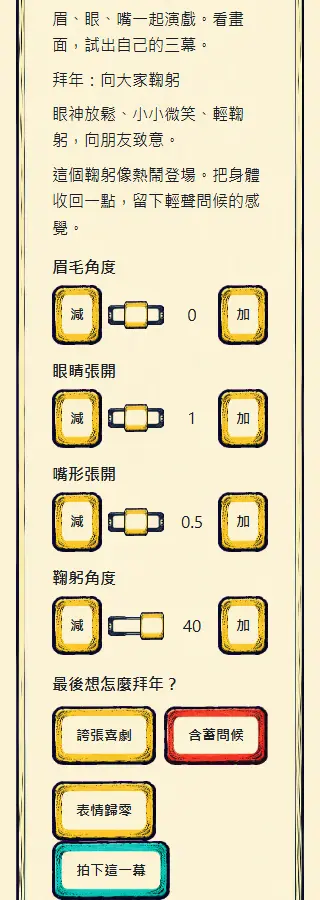 眉、眼、嘴一起演戲。看畫
面，試出自己的三幕。
拜年：向大家鞠躬
眼神放鬆、小小微笑、輕鞠
躬，向朋友致意。
這個鞠躬像熱鬧登場。把身體
收回一點，留下輕聲問候的感
覺。
眉毛角度
減 0 加
眼睛張開
減 1 加
嘴形張開
減 0.5 加
鞠躬角度
減 40 加
最後想怎麼拜年？
誇張喜劇 含蓄問候
表情歸零
拍下這一幕